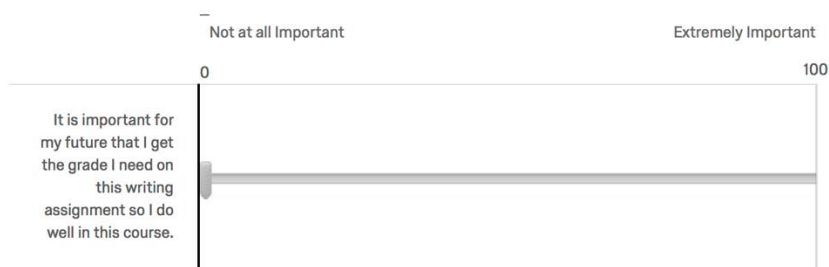 Not at all Important Extremely Important
0 100
It is important for
my future that I get
the grade I need on
this writing
assignment so I do
well in this course.